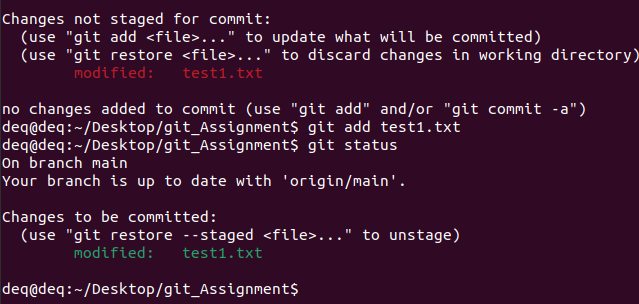 Changes not staged for commit:
  (use "git add <file>..." to update what will be committed)
  (use "git restore <file>..." to discard changes in working directory)
        modified:   test1.txt

no changes added to commit (use "git add" and/or "git commit -a")
deq@deq:~/Desktop/git_Assignment$ git add test1.txt
deq@deq:~/Desktop/git_Assignment$ git status
On branch main
Your branch is up to date with 'origin/main'.

Changes to be committed:
  (use "git restore --staged <file>..." to unstage)
        modified:   test1.txt

deq@deq:~/Desktop/git_Assignment$